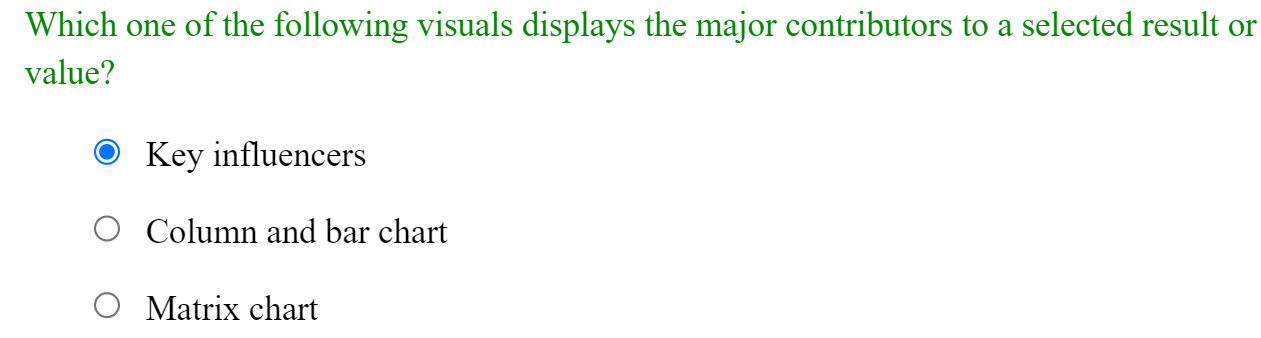 Which one of the following visuals displays the major contributors to a selected result or
value?
Key influencers
Column and bar chart
Matrix chart